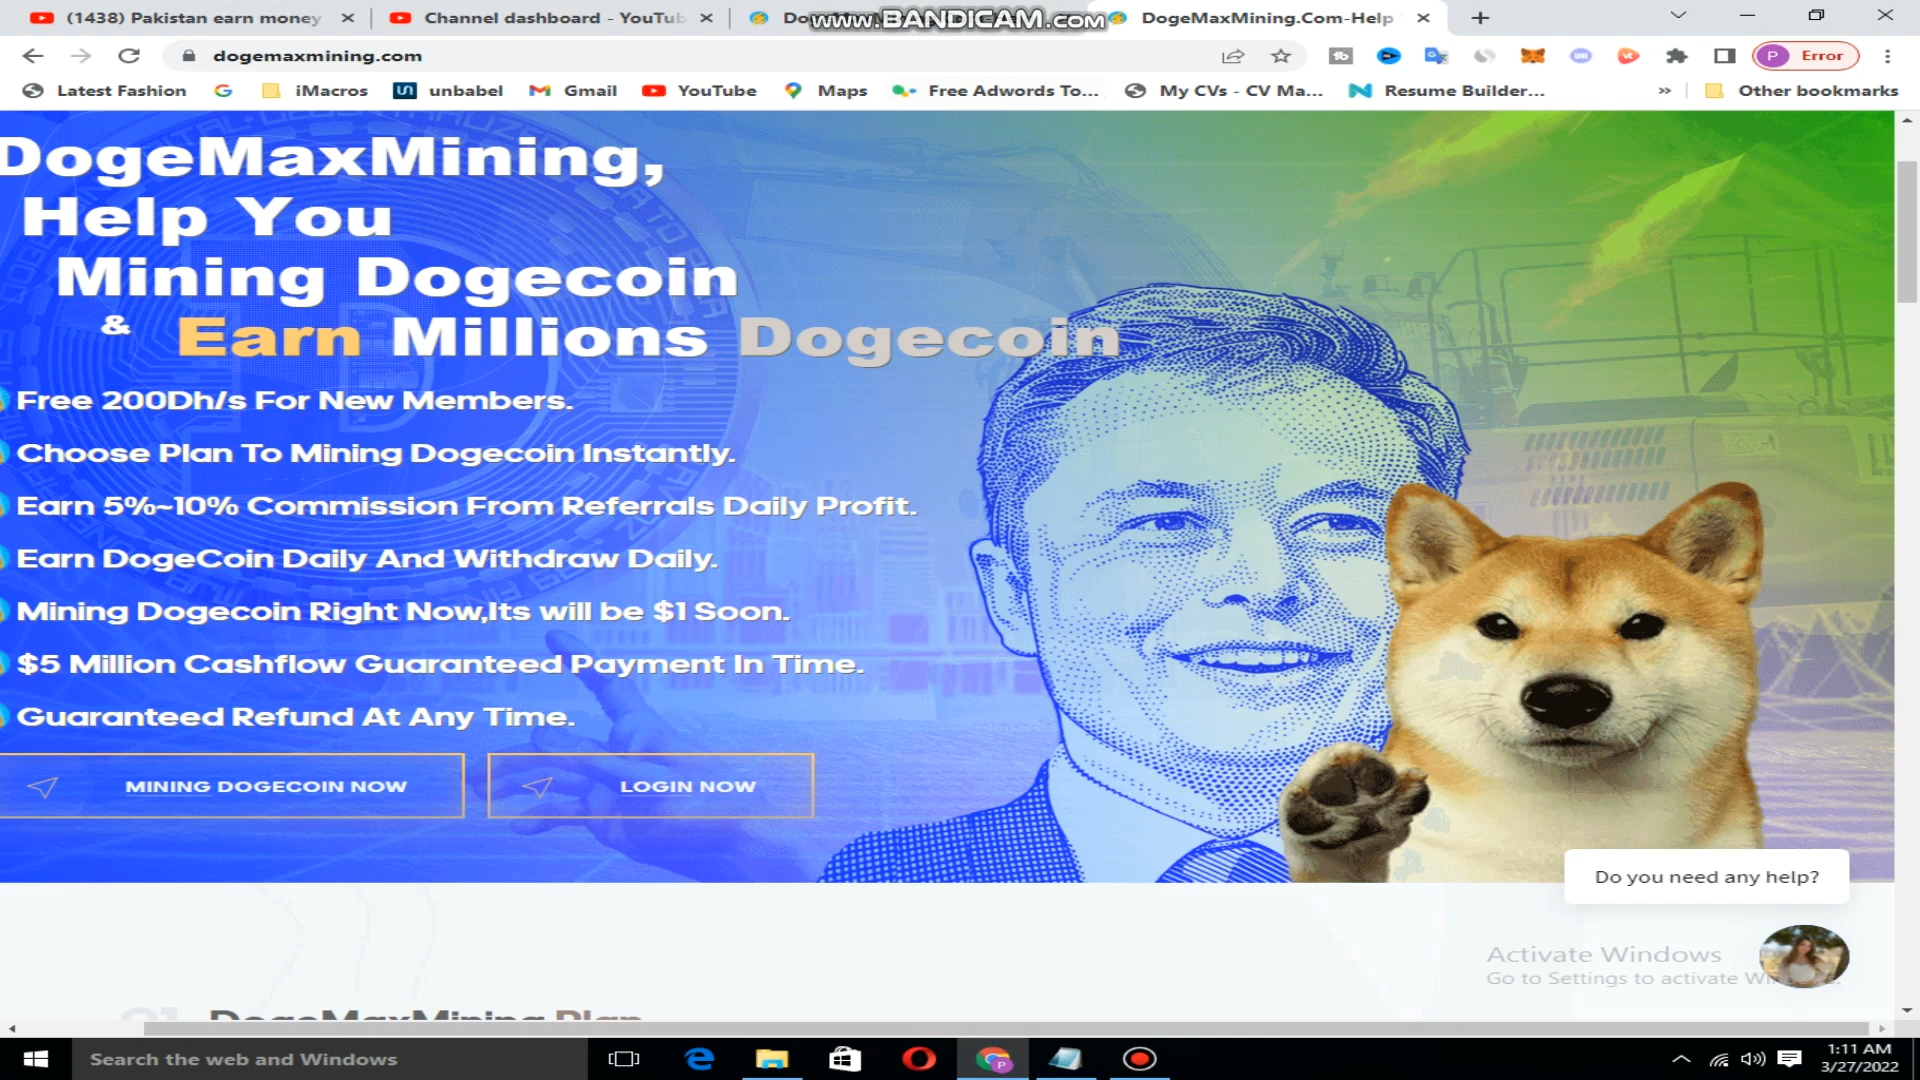 (1438) Pakistan earn money
Channel dashboard - YouTub
www.BANDICAM.com
DogeMaxMining.Com-Help
dogemaxmining.com
Error
Latest Fashion
iMacros
unbabel
Gmail
YouTube
Maps
Free Adwords To...
My CVs - CV Ma...
Resume Builder...
»
Other bookmarks
DogeMaxMining,
Help You
Mining Dogecoin
& Earn Millions Dogecoin
Free 200Dh/s For New Members.
Choose Plan To Mining Dogecoin Instantly.
Earn 5%~10% Commission From Referrals Daily Profit.
Earn DogeCoin Daily And Withdraw Daily.
Mining Dogecoin Right Now,Its will be $1 Soon.
$5 Million Cashflow Guaranteed Payment In Time.
Guaranteed Refund At Any Time.
MINING DOGECOIN NOW
LOGIN NOW
Do you need any help?
Activate Windows
Go to Settings to activate
DogeMaxMining Plan
Search the web and Windows
1:11 AM
3/27/2022